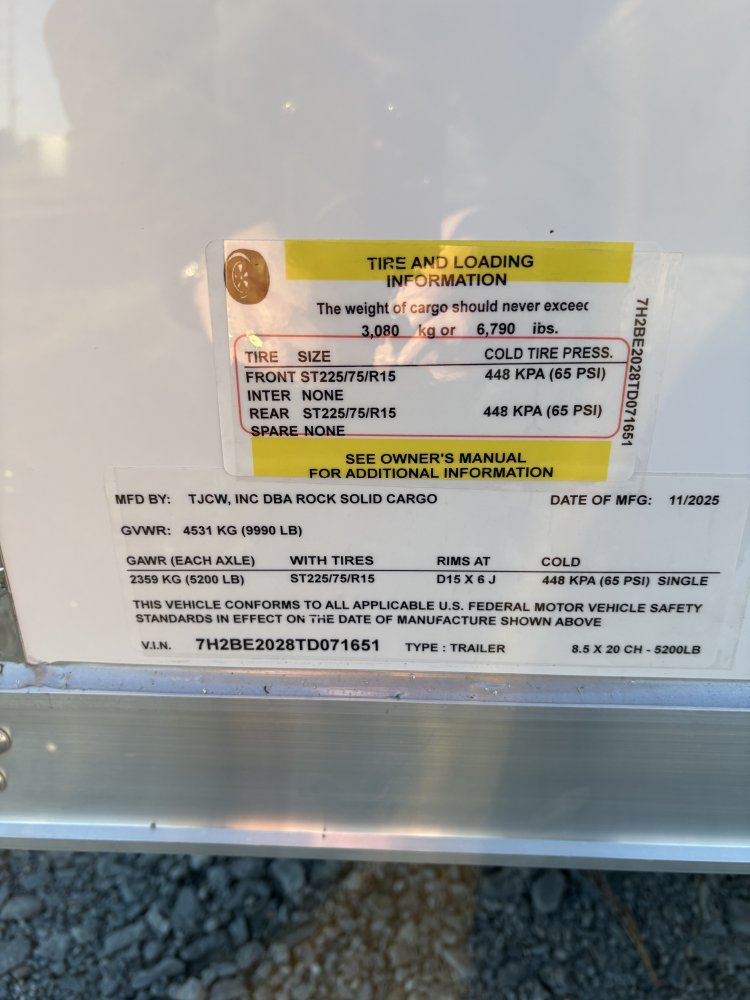 TIRE AND LOADING
INFORMATION
The weight of cargo should never exceec
3,080 kg or 6,790 ibs.
TIRE SIZE COLD TIRE PRESS.
FRONT ST225/75/R15 448 KPA (65 PSI)
INTER NONE
REAR ST225/75/R15 448 KPA (65 PSI)
SPARE NONE
SEE OWNER'S MANUAL
FOR ADDITIONAL INFORMATION
7H2BE2028TD071651
MFD BY: TJCW, INC DBA ROCK SOLID CARGO DATE OF MFG: 11/2025
GVWR: 4531 KG (9990 LB)
GAWR (EACH AXLE) WITH TIRES RIMS AT COLD
2359 KG (5200 LB) ST225/75/R15 D15 X 6 J 448 KPA (65 PSI) SINGLE
THIS VEHICLE CONFORMS TO ALL APPLICABLE U.S. FEDERAL MOTOR VEHICLE SAFETY
STANDARDS IN EFFECT ON THE DATE OF MANUFACTURE SHOWN ABOVE
V.I.N. 7H2BE2028TD071651 TYPE : TRAILER 8.5 X 20 CH - 5200LB